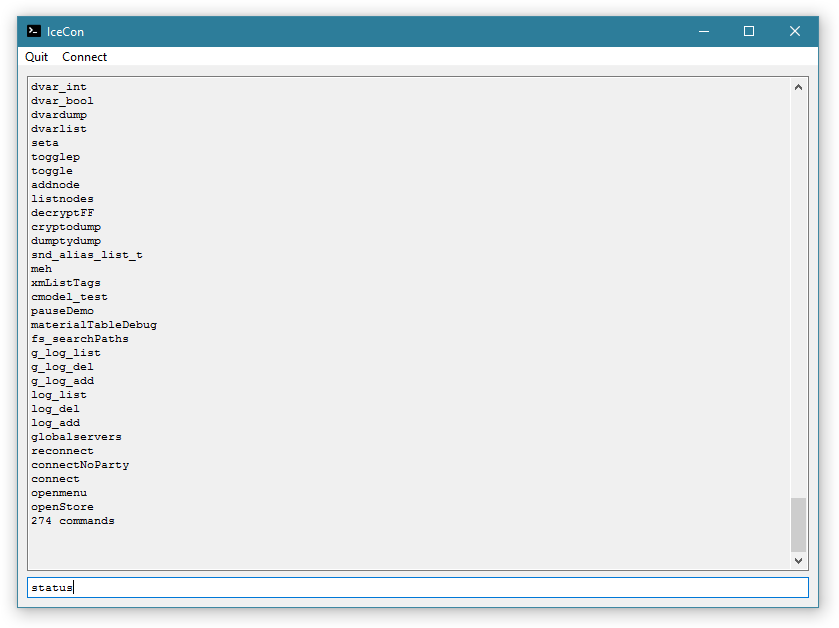 IceCon
Quit Connect
dvar_int
dvar_bool
dvardump
dvarlist
seta
togglep
toggle
addnode
listnodes
decryptFF
cryptodump
dumptydump
snd_alias_list_t
meh
xmListTags
cmodel_test
pauseDemo
materialTableDebug
fs_searchPaths
g_log_list
g_log_del
g_log_add
log_list
log_del
log_add
globalservers
reconnect
connectNoParty
connect
openmenu
openStore
274 commands
status